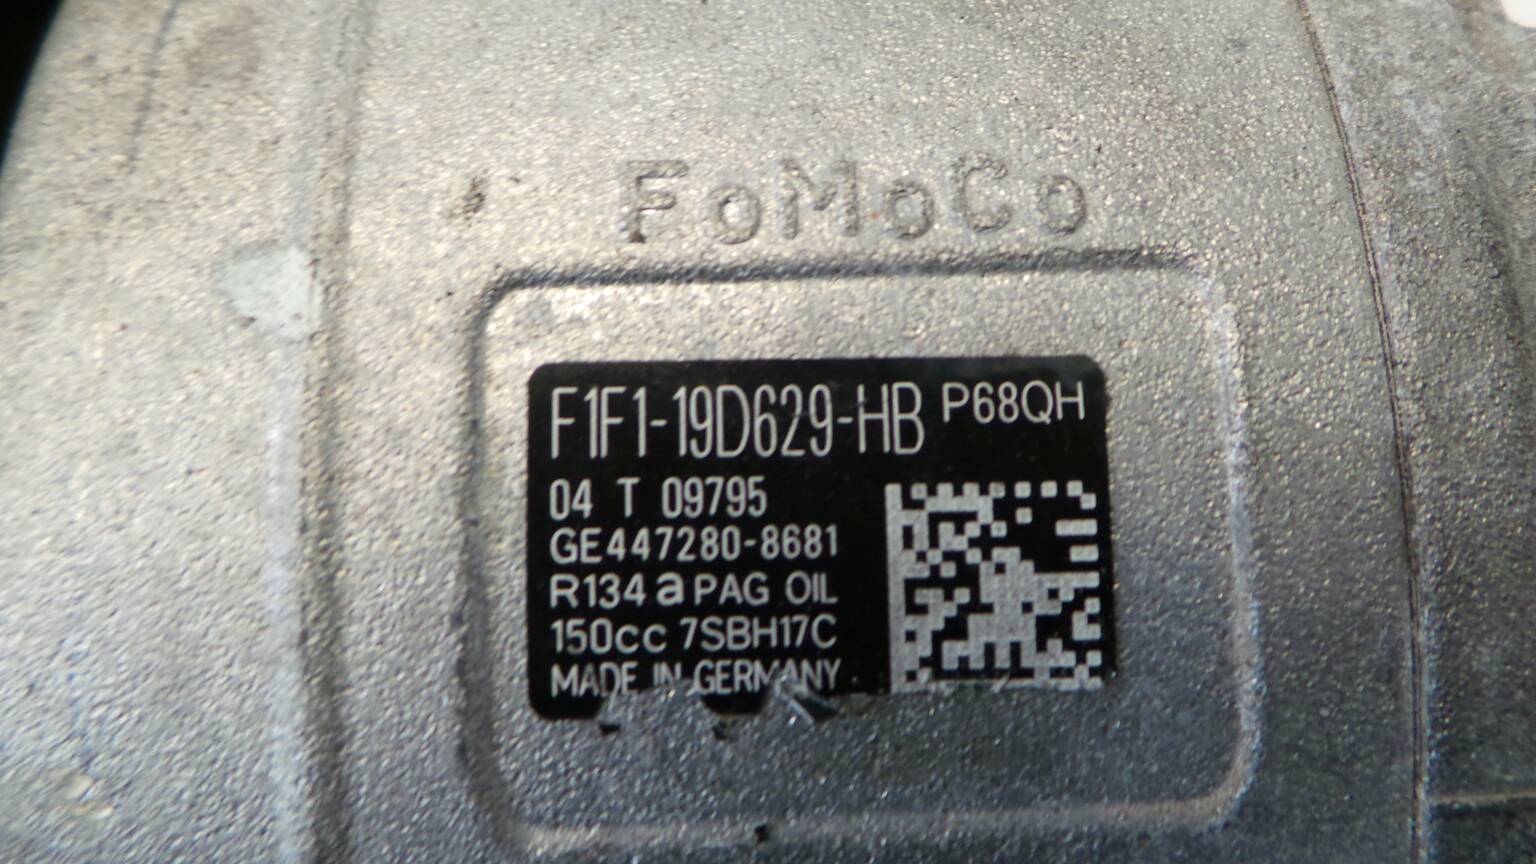 FoMoCo
F1F1-19D629-HB P68QH
04 T 09795
GE447280-8681
R134a PAG OIL
150cc 7SBH17C
MADE IN GERMANY